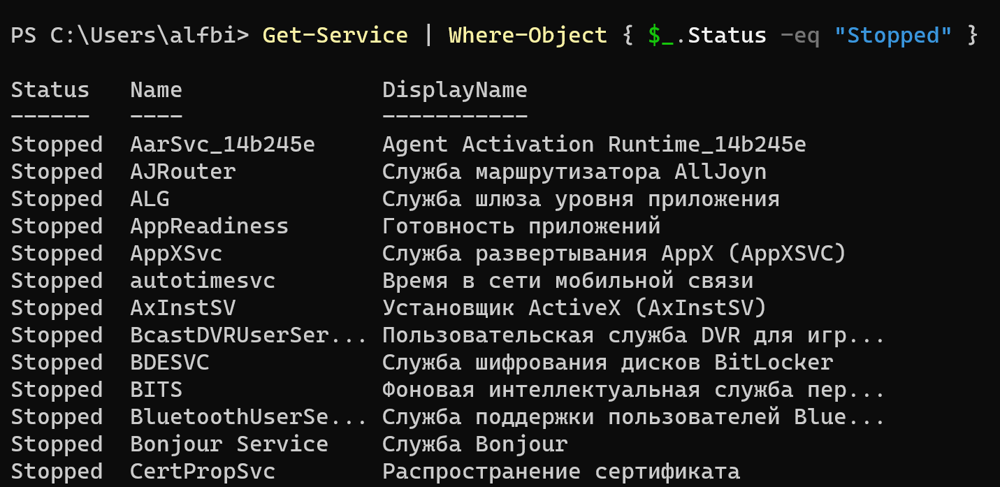 PS C:\Users\alfbi> Get-Service | Where-Object { $_.Status -eq "Stopped" }
Status   Name               DisplayName
------   ----               -----------
Stopped  AarSvc_14b245e     Agent Activation Runtime_14b245e
Stopped  AJRouter           Служба маршрутизатора AllJoyn
Stopped  ALG                Служба шлюза уровня приложения
Stopped  AppReadiness       Готовность приложений
Stopped  AppXSvc            Служба развертывания AppX (AppXSVC)
Stopped  autotimesvc        Время в сети мобильной связи
Stopped  AxInstSV           Установщик ActiveX (AxInstSV)
Stopped  BcastDVRUserSer... Пользовательская служба DVR для игр...
Stopped  BDESVC             Служба шифрования дисков BitLocker
Stopped  BITS               Фоновая интеллектуальная служба пер...
Stopped  BluetoothUserSe... Служба поддержки пользователей Blue...
Stopped  Bonjour Service    Служба Bonjour
Stopped  CertPropSvc        Распространение сертификата